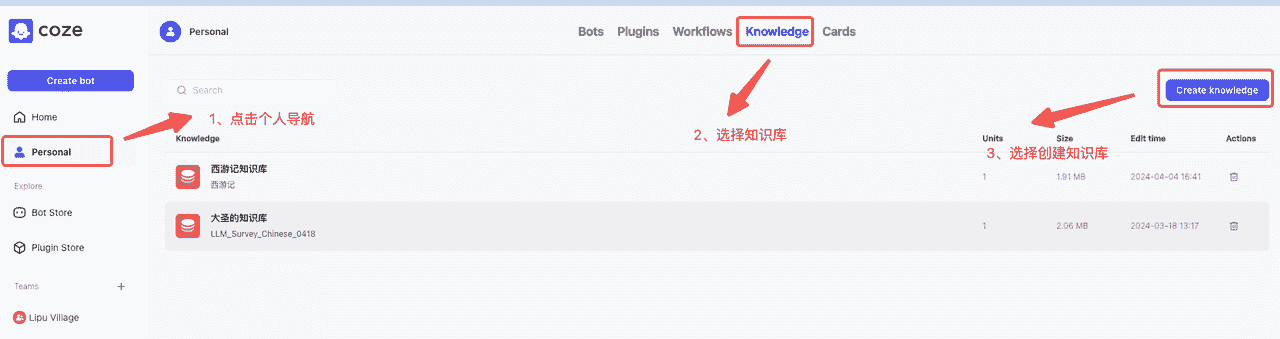 coze
Personal
Bots Plugins Workflows Knowledge Cards
Create bot
Search
Create knowledge
Home
1、点击个人导航
2、选择知识库
Personal
Knowledge
Units Size Edit time Actions
3、选择创建知识库
西游记知识库
西游记
1 1.91 MB 2024-04-04 16:41
Explore
Bot Store
大圣的知识库
LLM_Survey_Chinese_0418
1 2.06 MB 2024-03-18 13:17
Plugin Store
Teams +
Lipu Village